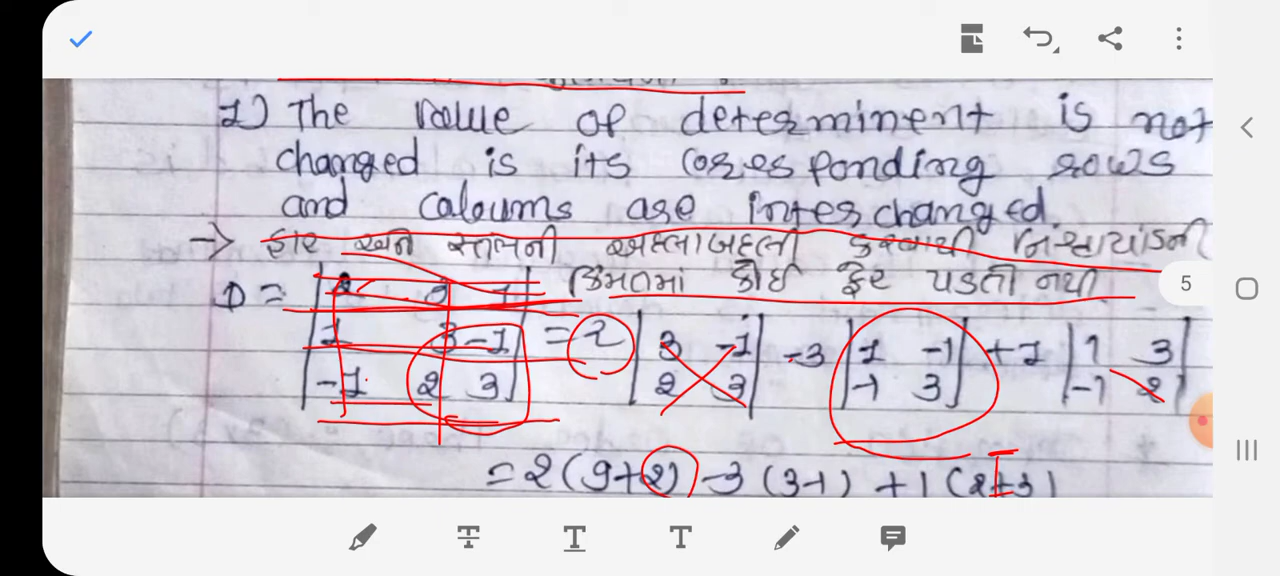 1) The value of determinent is not
changed is its corresponding rows
and caloums are interchanged
→ હાર અને સ્તંભની અદલાબદલી કરવાથી નિશ્ચાયકની
કિંમતમાં કોઈ ફેર પડતો નથી
D = | 2 3 1 |
| 1 3 -1 | = 2 | 3 -1 | -3 | 1 -1 | +1 | 1 3 |
| -1 2 3 | | 2 3 | | -1 3 | | -1 2 |
= 2 (9+2) -3 (3-1) +1 (2+3)
5